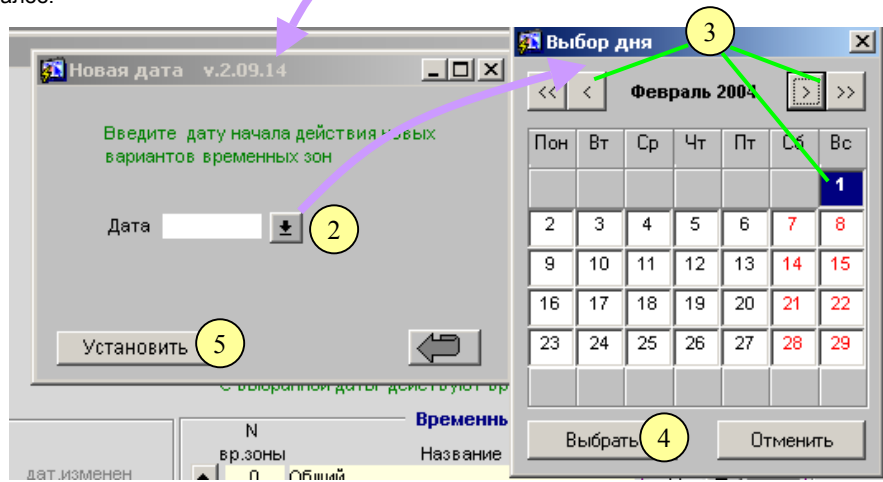 Новая дата v.2.09.14
Введите дату начала действия новых
вариантов временных зон
Дата
2
Установить
5
Выбор дня
3
<< < Февраль 2004 > >>
Пон Вт Ср Чт Пт Сб Вс
1
2 3 4 5 6 7 8
9 10 11 12 13 14 15
16 17 18 19 20 21 22
23 24 25 26 27 28 29
Выбрать
4
Отменить
С выбранной даты действуют
N
вр.зоны
Название
0 Общий
дат.изменен